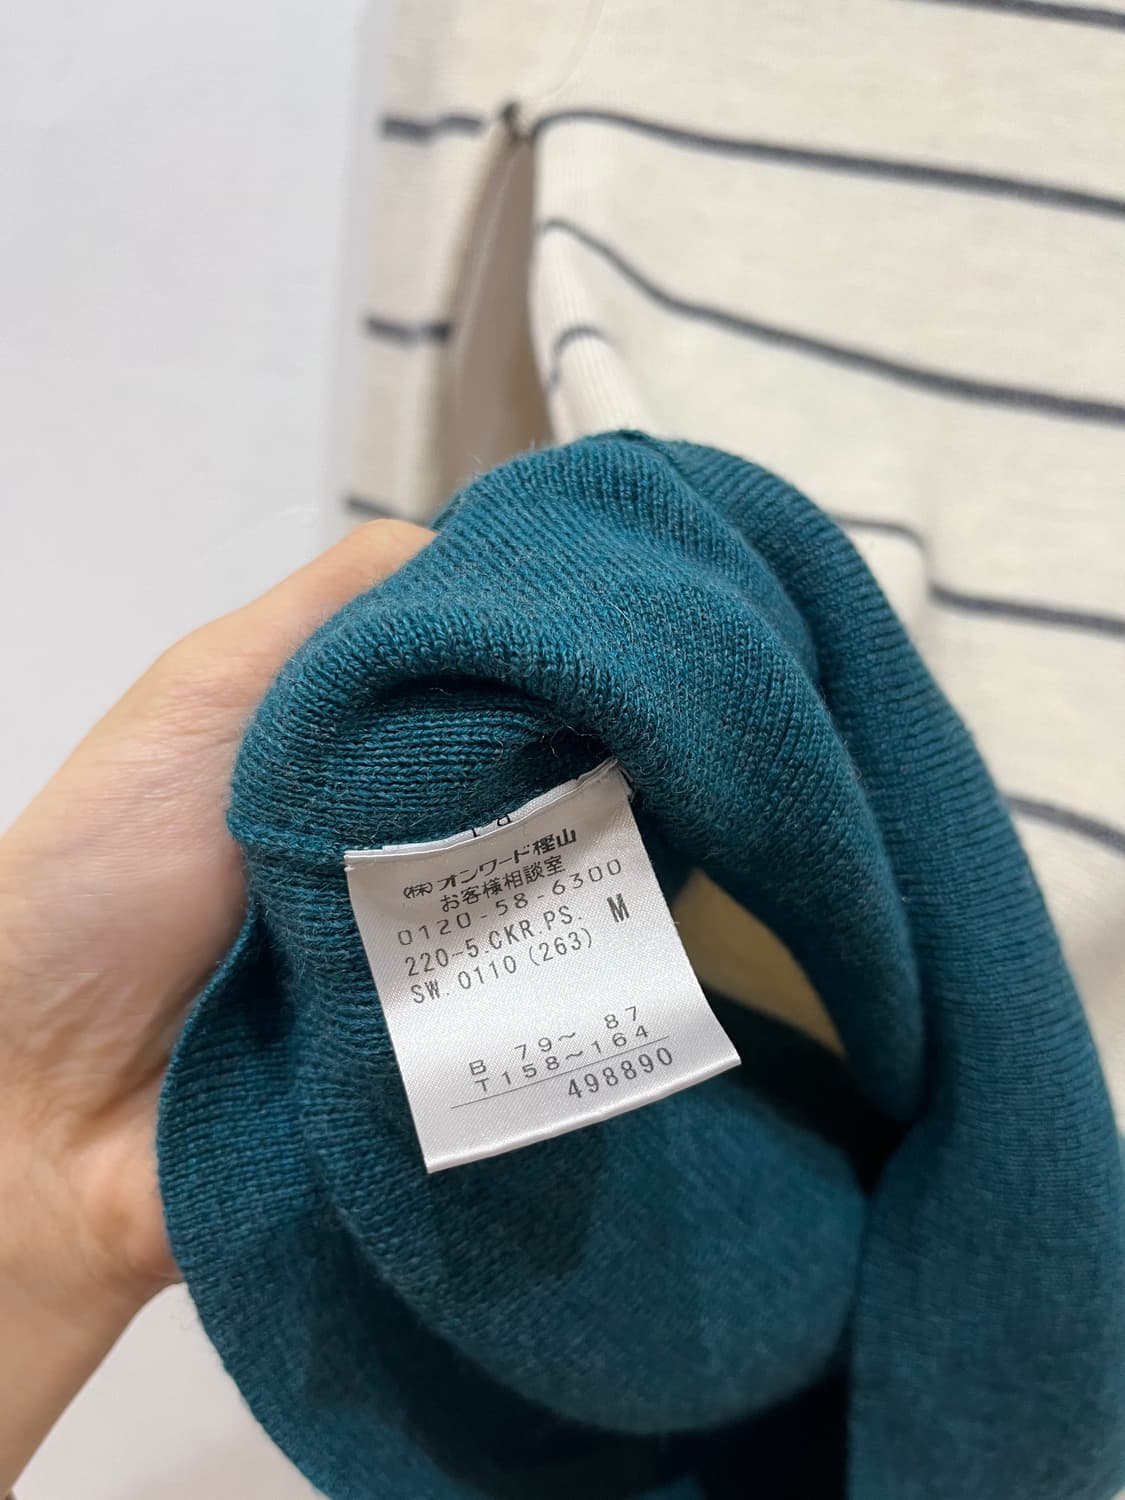 (株)オンワード樫山
お客様相談室
0120-58-6300
220-5.CKR.PS. M
SW.0110(263)
B 79～ 87
T158～164
498890